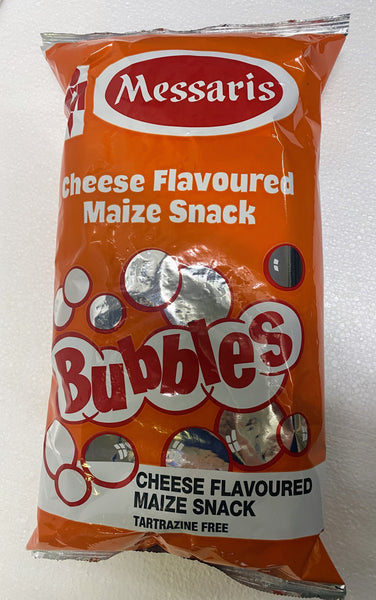 Messaris
Cheese Flavoured
Maize Snack
Bubbles
CHEESE FLAVOURED
MAIZE SNACK
TARTRAZINE FREE